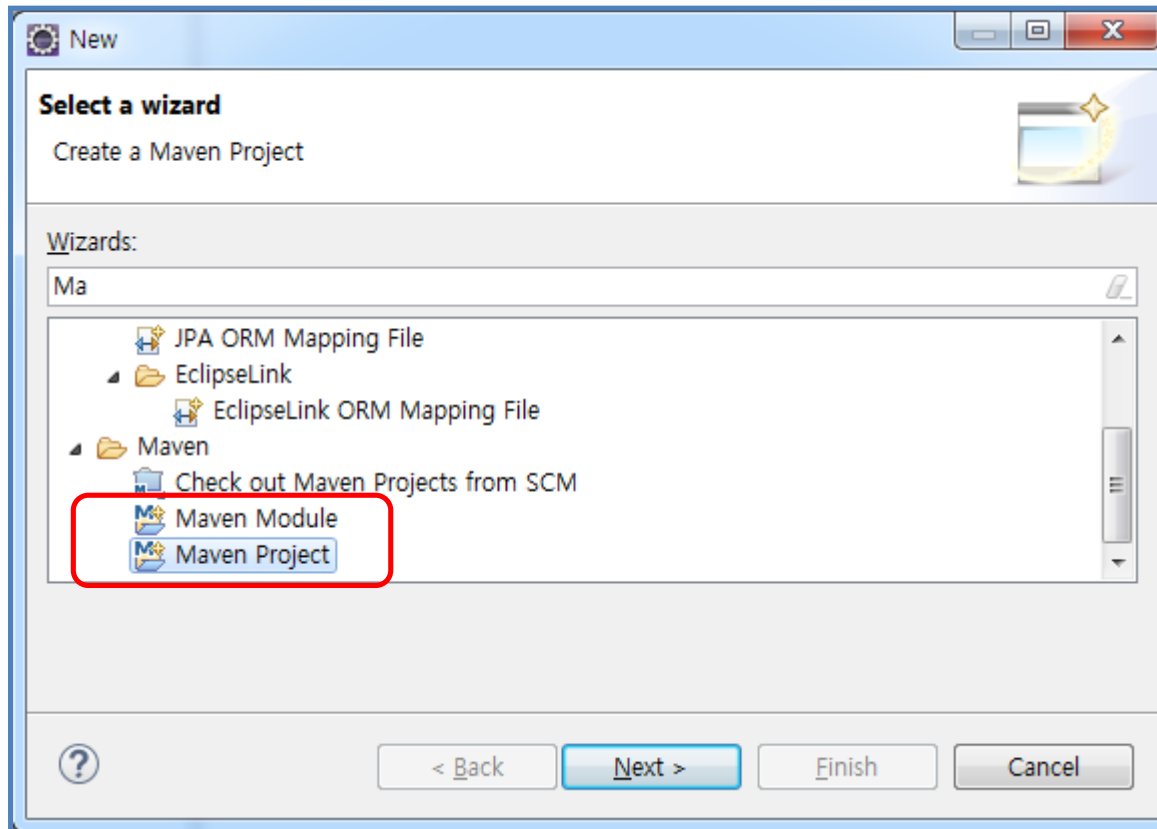 New
Select a wizard
Create a Maven Project
Wizards:
Ma
JPA ORM Mapping File
EclipseLink
EclipseLink ORM Mapping File
Maven
Check out Maven Projects from SCM
Maven Module
Maven Project
< Back Next > Finish Cancel